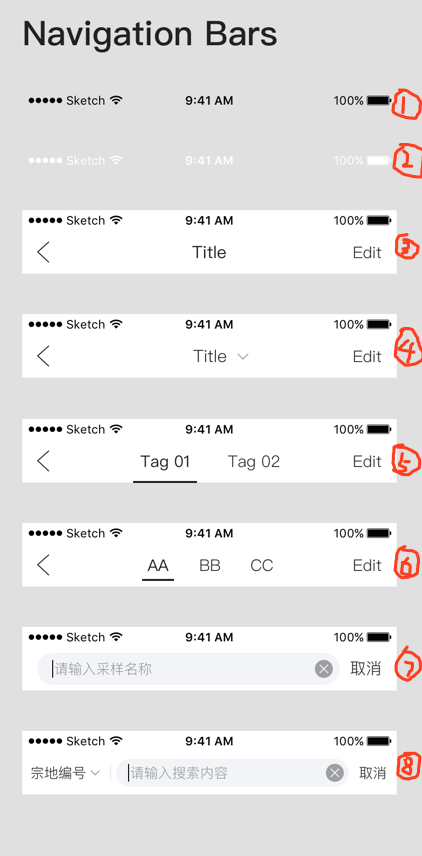 Navigation Bars
●●●●● Sketch 9:41 AM 100% 1
●●●●● Sketch 9:41 AM 100% 2
●●●●● Sketch 9:41 AM 100%
Title Edit 3
●●●●● Sketch 9:41 AM 100%
Title Edit 4
●●●●● Sketch 9:41 AM 100%
Tag 01 Tag 02 Edit 5
●●●●● Sketch 9:41 AM 100%
AA BB CC Edit 6
●●●●● Sketch 9:41 AM 100%
请输入采样名称 取消 7
●●●●● Sketch 9:41 AM 100%
宗地编号 请输入搜索内容 取消 8